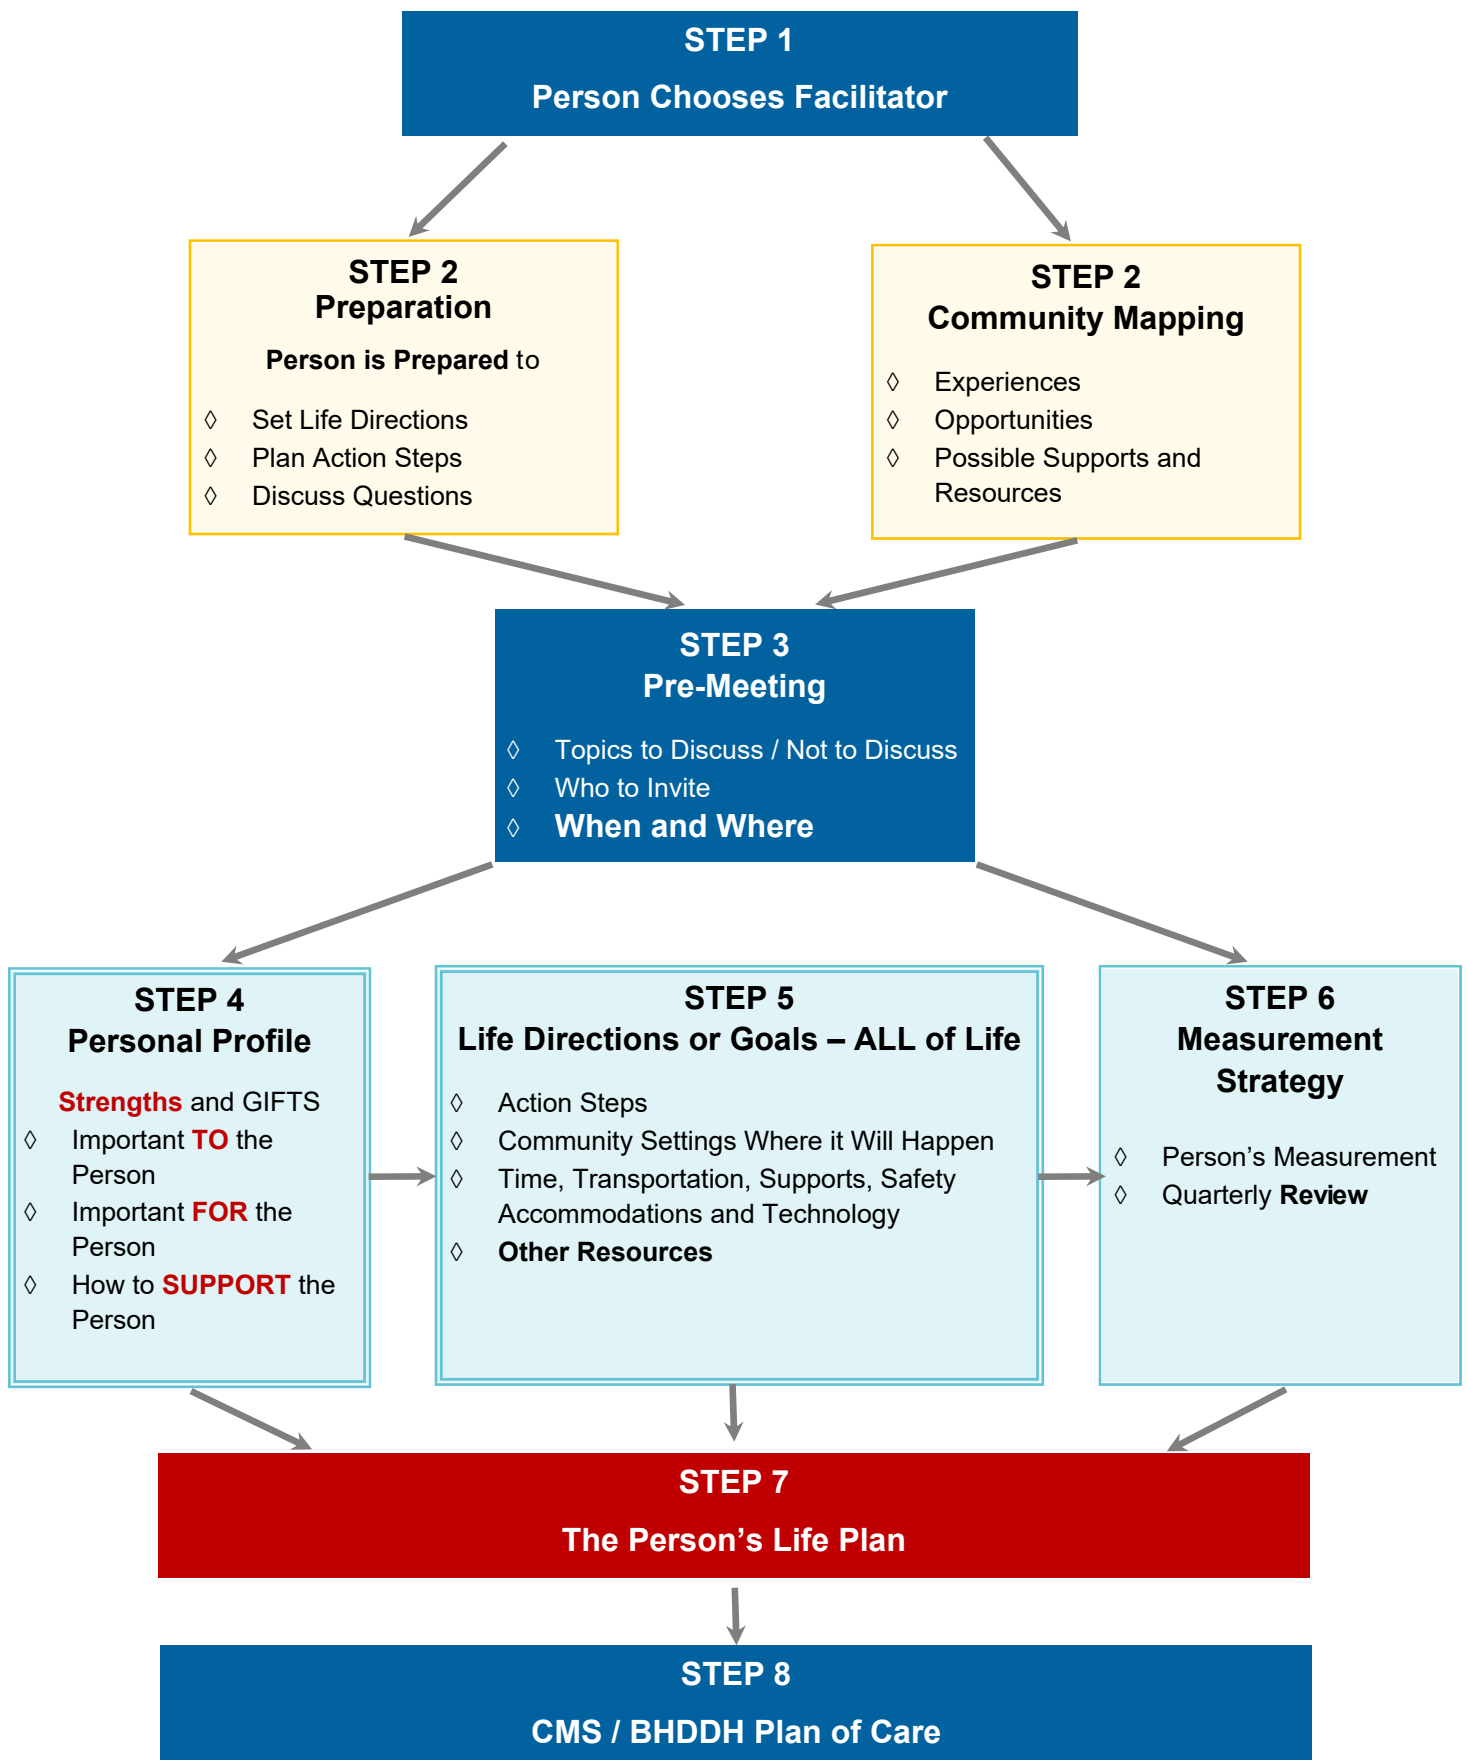 STEP 1
Person Chooses Facilitator
STEP 2
Preparation
Person is Prepared to
◊ Set Life Directions
◊ Plan Action Steps
◊ Discuss Questions
STEP 2
Community Mapping
◊ Experiences
◊ Opportunities
◊ Possible Supports and
Resources
STEP 3
Pre-Meeting
◊ Topics to Discuss / Not to Discuss
◊ Who to Invite
◊ When and Where
STEP 4
Personal Profile
Strengths and GIFTS
◊ Important TO the
Person
◊ Important FOR the
Person
◊ How to SUPPORT the
Person
STEP 5
Life Directions or Goals – ALL of Life
◊ Action Steps
◊ Community Settings Where it Will Happen
◊ Time, Transportation, Supports, Safety
Accommodations and Technology
◊ Other Resources
STEP 6
Measurement
Strategy
◊ Person’s Measurement
◊ Quarterly Review
STEP 7
The Person’s Life Plan
STEP 8
CMS / BHDDH Plan of Care